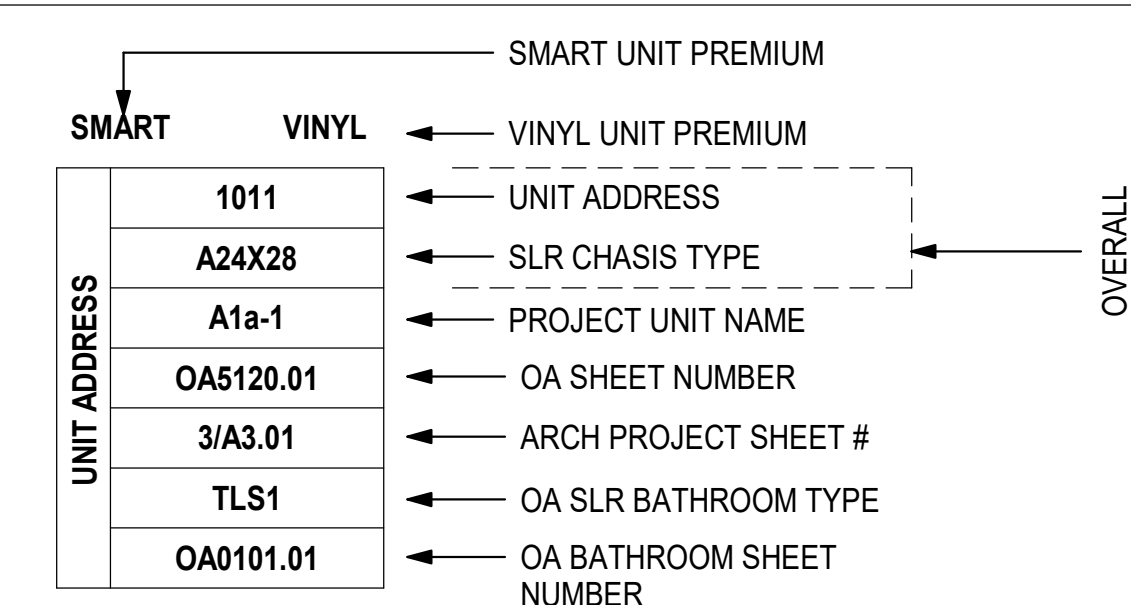 SMART UNIT PREMIUM
SMART VINYL VINYL UNIT PREMIUM
UNIT ADDRESS
1011 UNIT ADDRESS
A24X28 SLR CHASIS TYPE
OVERALL
A1a-1 PROJECT UNIT NAME
OA5120.01 OA SHEET NUMBER
3/A3.01 ARCH PROJECT SHEET #
TLS1 OA SLR BATHROOM TYPE
OA0101.01 OA BATHROOM SHEET
NUMBER